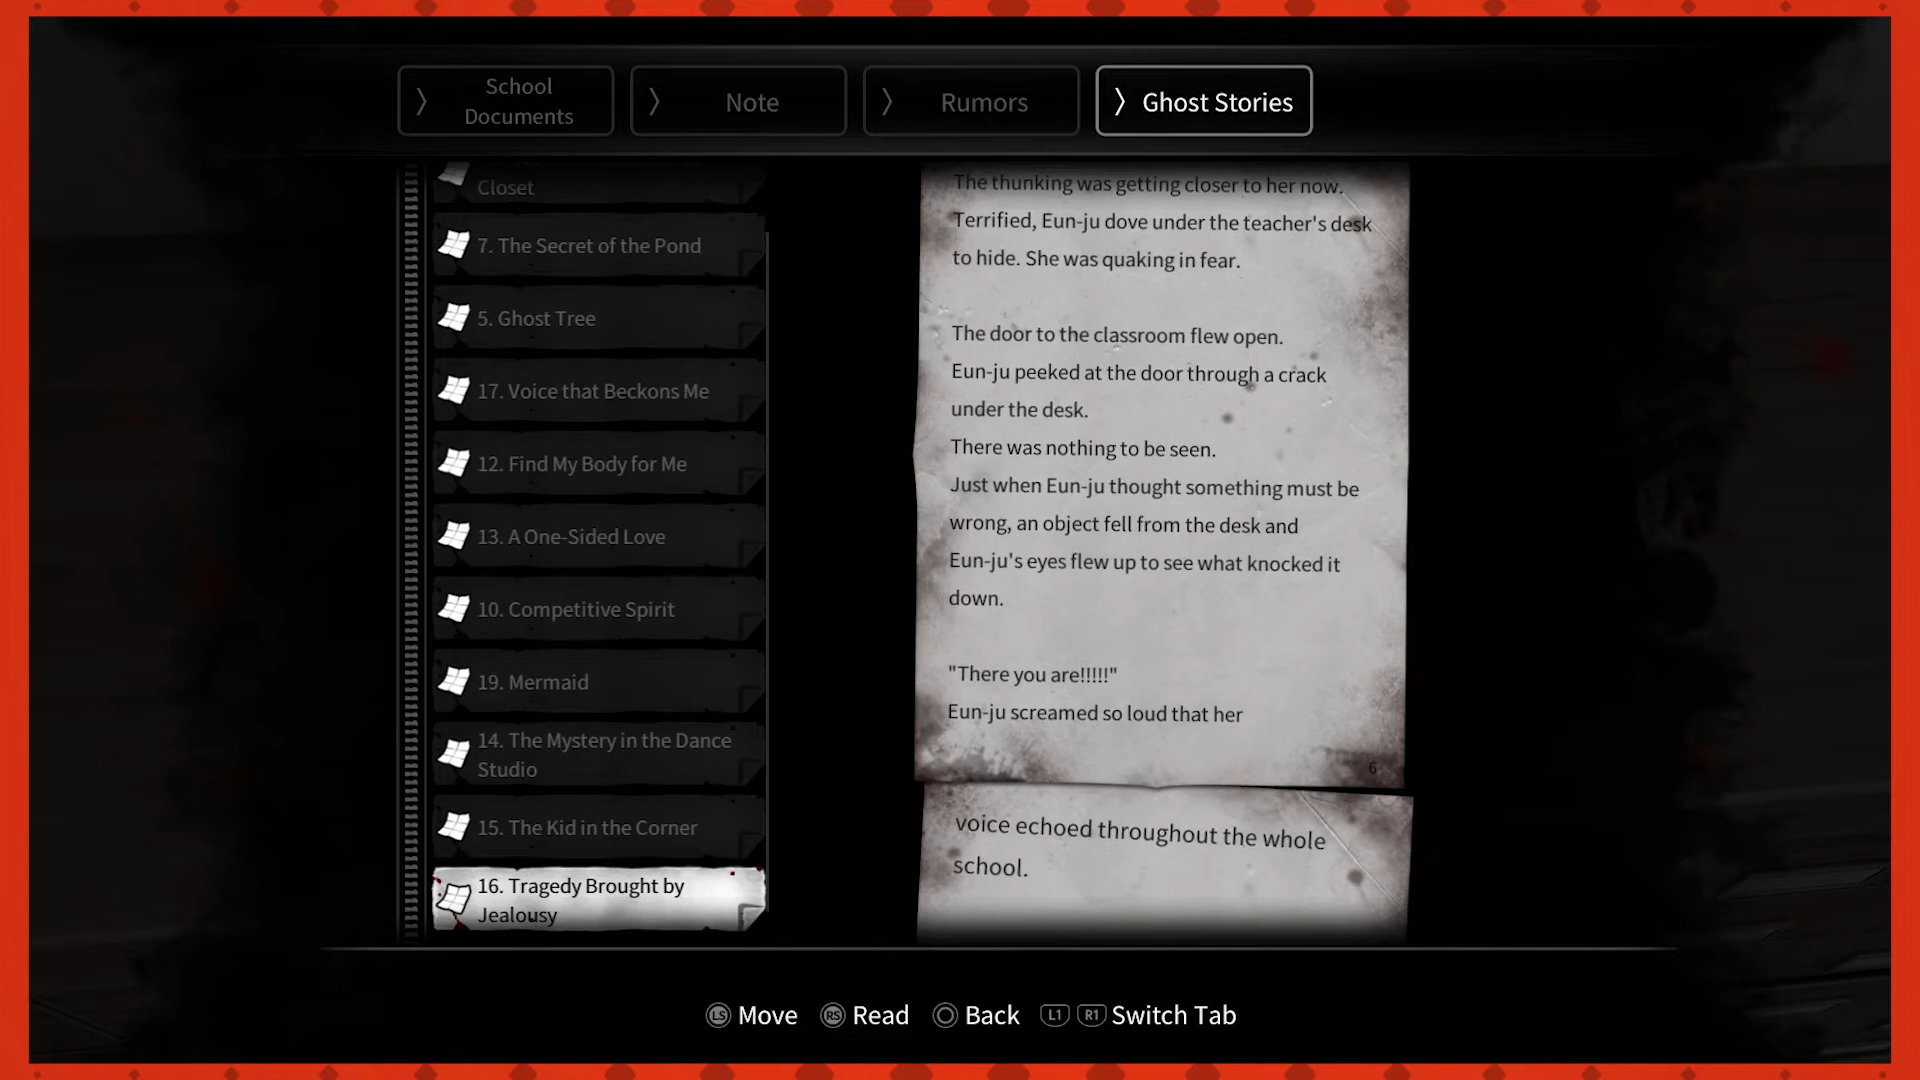 School
Documents
Note
Rumors
Ghost Stories
Closet
7. The Secret of the Pond
5. Ghost Tree
17. Voice that Beckons Me
12. Find My Body for Me
13. A One-Sided Love
10. Competitive Spirit
19. Mermaid
14. The Mystery in the Dance
Studio
15. The Kid in the Corner
16. Tragedy Brought by
Jealousy
The thunking was getting closer to her now.
Terrified, Eun-ju dove under the teacher's desk
to hide. She was quaking in fear.
The door to the classroom flew open.
Eun-ju peeked at the door through a crack
under the desk.
There was nothing to be seen.
Just when Eun-ju thought something must be
wrong, an object fell from the desk and
Eun-ju's eyes flew up to see what knocked it
down.
"There you are!!!!!"
Eun-ju screamed so loud that her
6
voice echoed throughout the whole
school.
LS Move RS Read Back L1 R1 Switch Tab